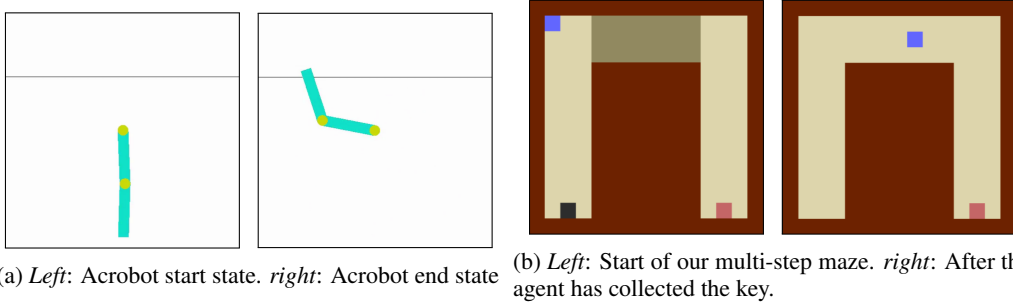 (a) Left: Acrobot start state. right: Acrobot end state
(b) Left: Start of our multi-step maze. right: After th
agent has collected the key.